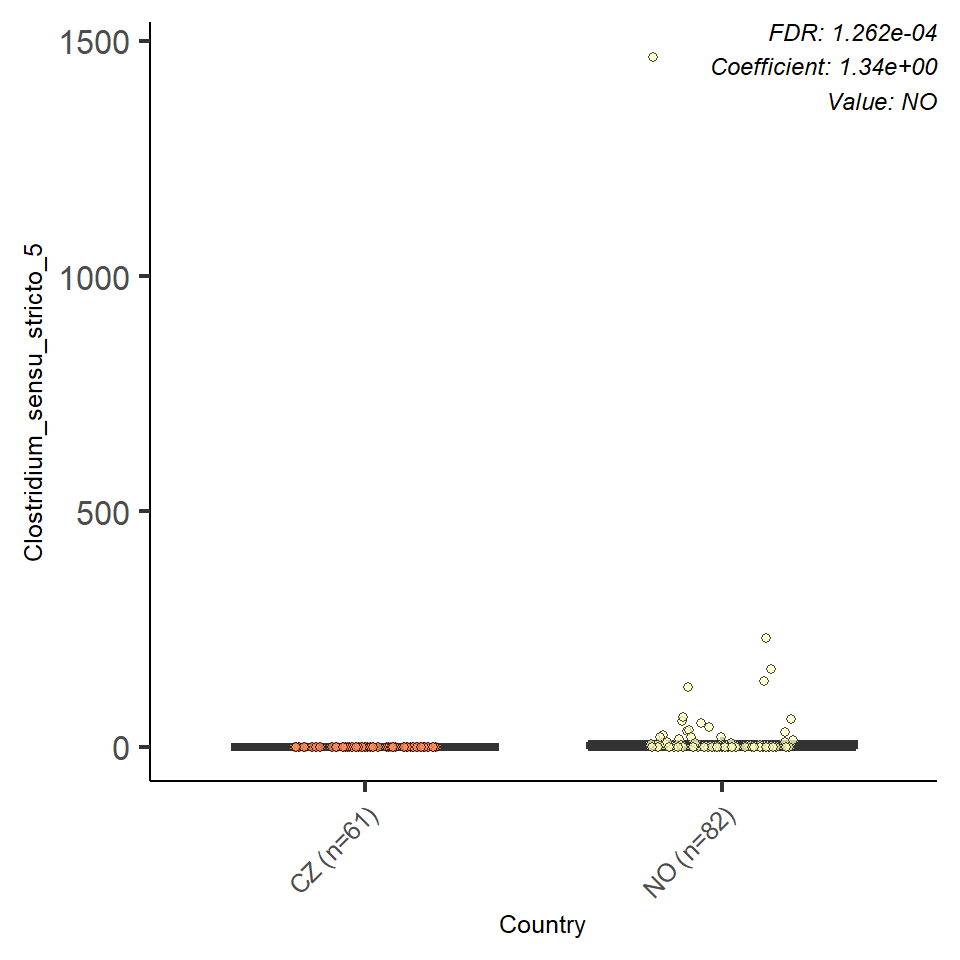 FDR: 1.262e-04
Coefficient: 1.34e+00
Value: NO
1500
1000
500
0
Clostridium_sensu_stricto_5
CZ (n=61)
NO (n=82)
Country